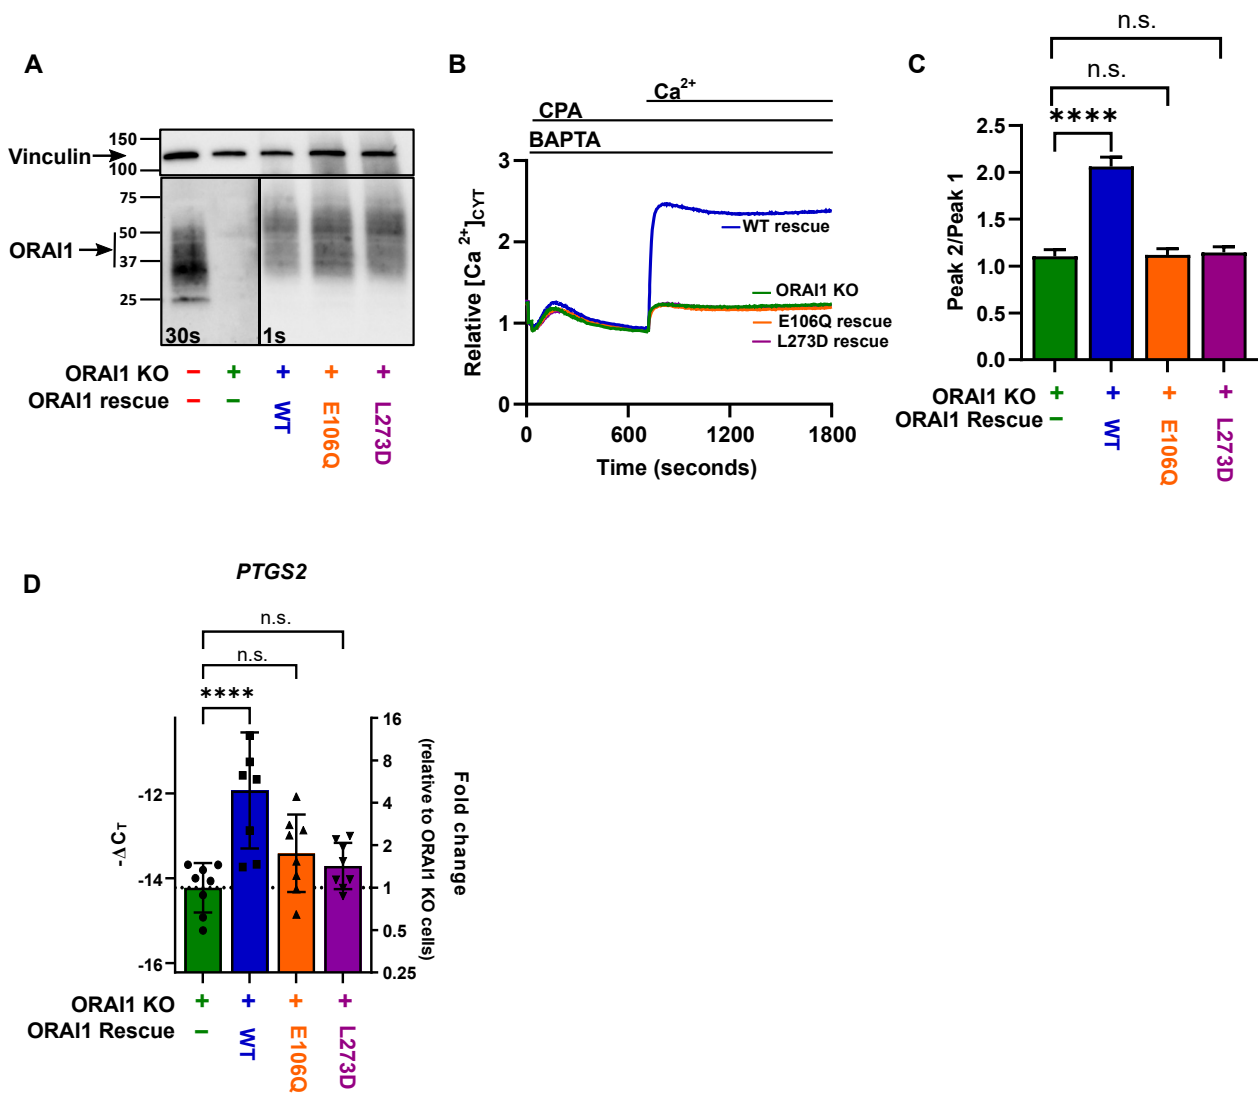 A
150
Vinculin
100
75
50
ORAI1
37
25
30s
1s
ORAI1 KO − + + + +
ORAI1 rescue − − WT E106Q L273D
B
Ca2+
CPA
BAPTA
3
2
1
0
Relative [Ca 2+]CYT
WT rescue
ORAI1 KO
E106Q rescue
L273D rescue
0 600 1200 1800
Time (seconds)
C
n.s.
n.s.
****
2.5
2.0
1.5
1.0
0.5
0.0
Peak 2/Peak 1
ORAI1 KO + + + +
ORAI1 Rescue − WT E106Q L273D
D
PTGS2
n.s.
n.s.
****
-12
-14
-16
-ΔCT
16
8
4
2
1
0.5
0.25
Fold change
(relative to ORAI1 KO cells)
ORAI1 KO + + + +
ORAI1 Rescue − WT E106Q L273D